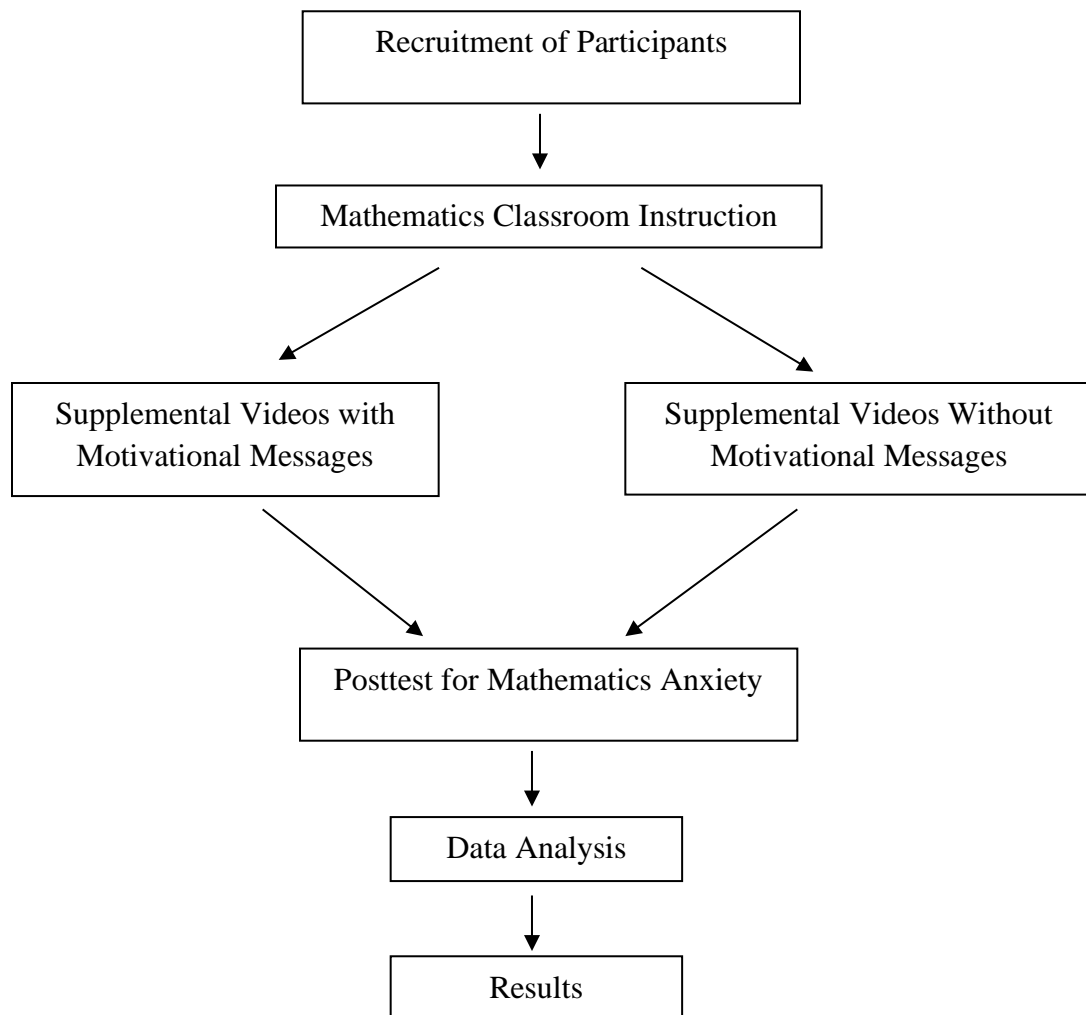 Recruitment of Participants
Mathematics Classroom Instruction
Supplemental Videos with
Motivational Messages
Supplemental Videos Without
Motivational Messages
Posttest for Mathematics Anxiety
Data Analysis
Results